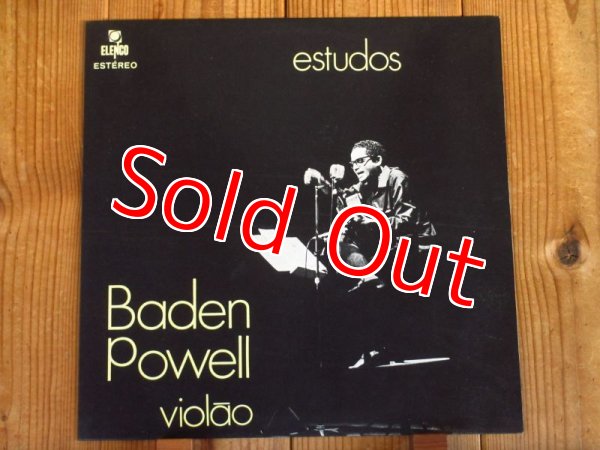 ELENCO
ESTÉREO
estudos
Sold Out
Baden
Powell
violão